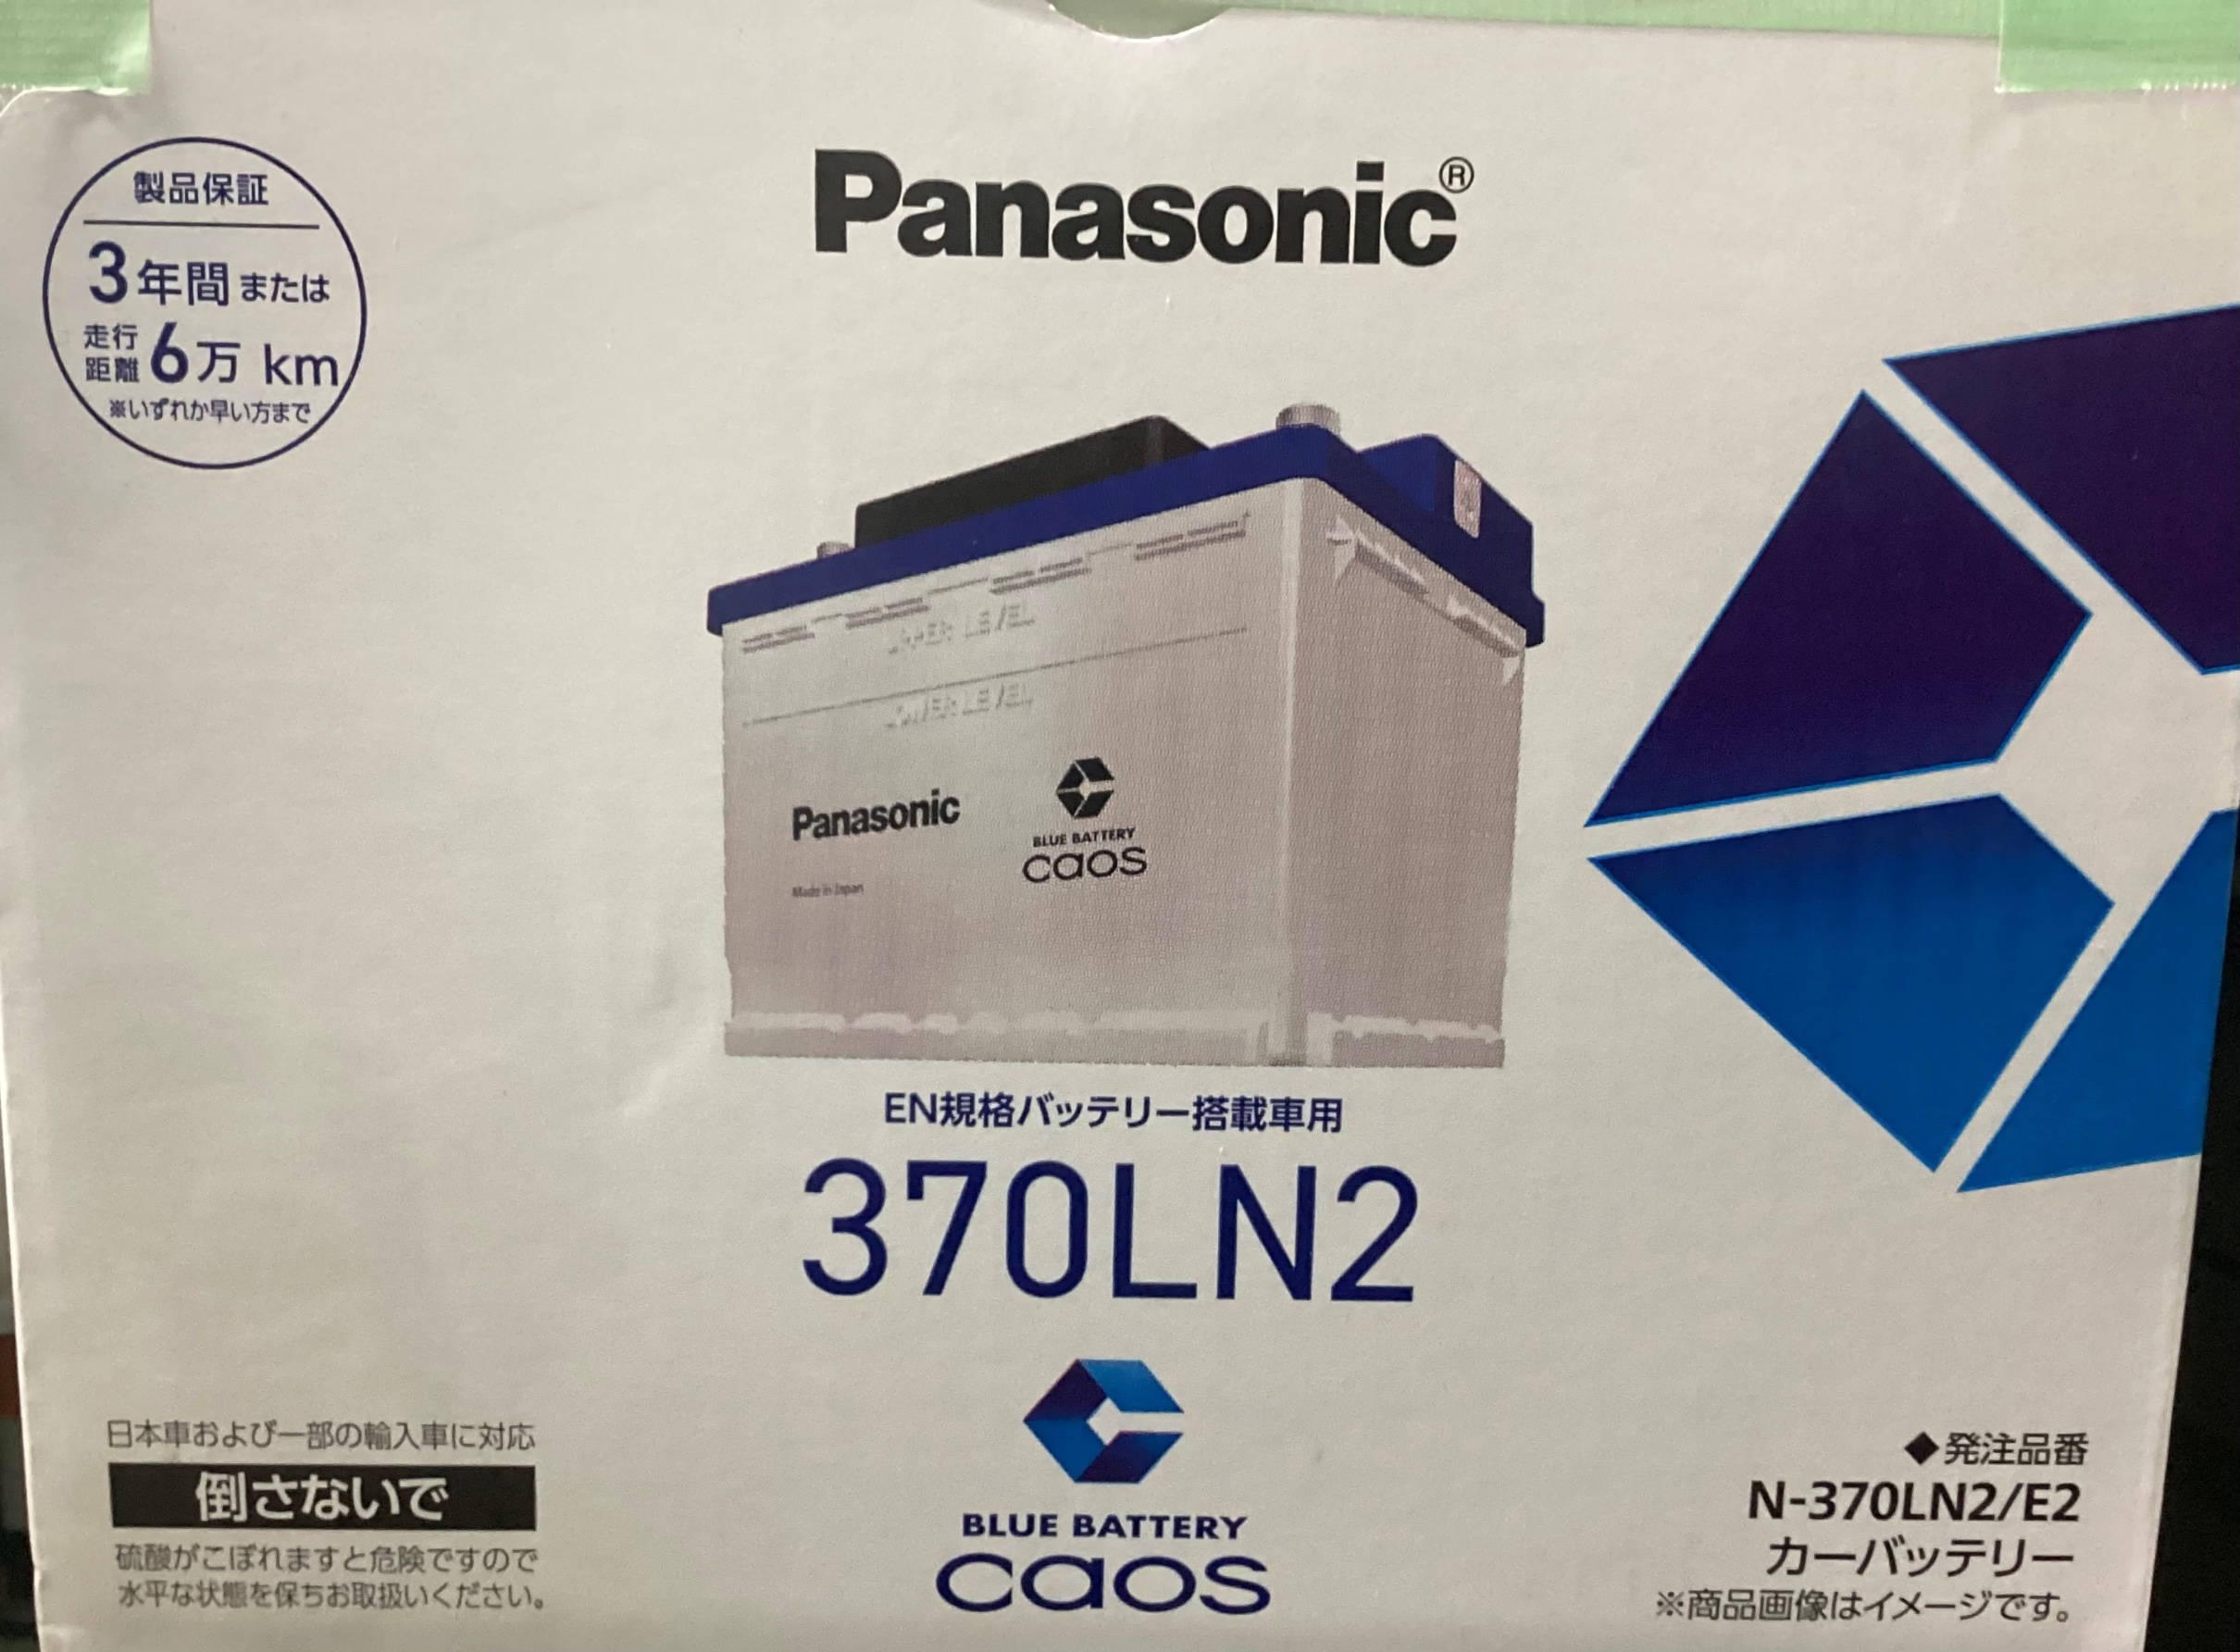 製品保証
3年間または
走行距離 6万 km
※いずれか早い方まで
Panasonic®
UPPER LEVEL
LOWER LEVEL
Panasonic
BLUE BATTERY
caos
Made in Japan
EN規格バッテリー搭載車用
370LN2
BLUE BATTERY
caos
日本車および一部の輸入車に対応
倒さないで
硫酸がこぼれますと危険ですので
水平な状態を保ちお取扱いください。
◆発注品番
N-370LN2/E2
カーバッテリー
※商品画像はイメージです。